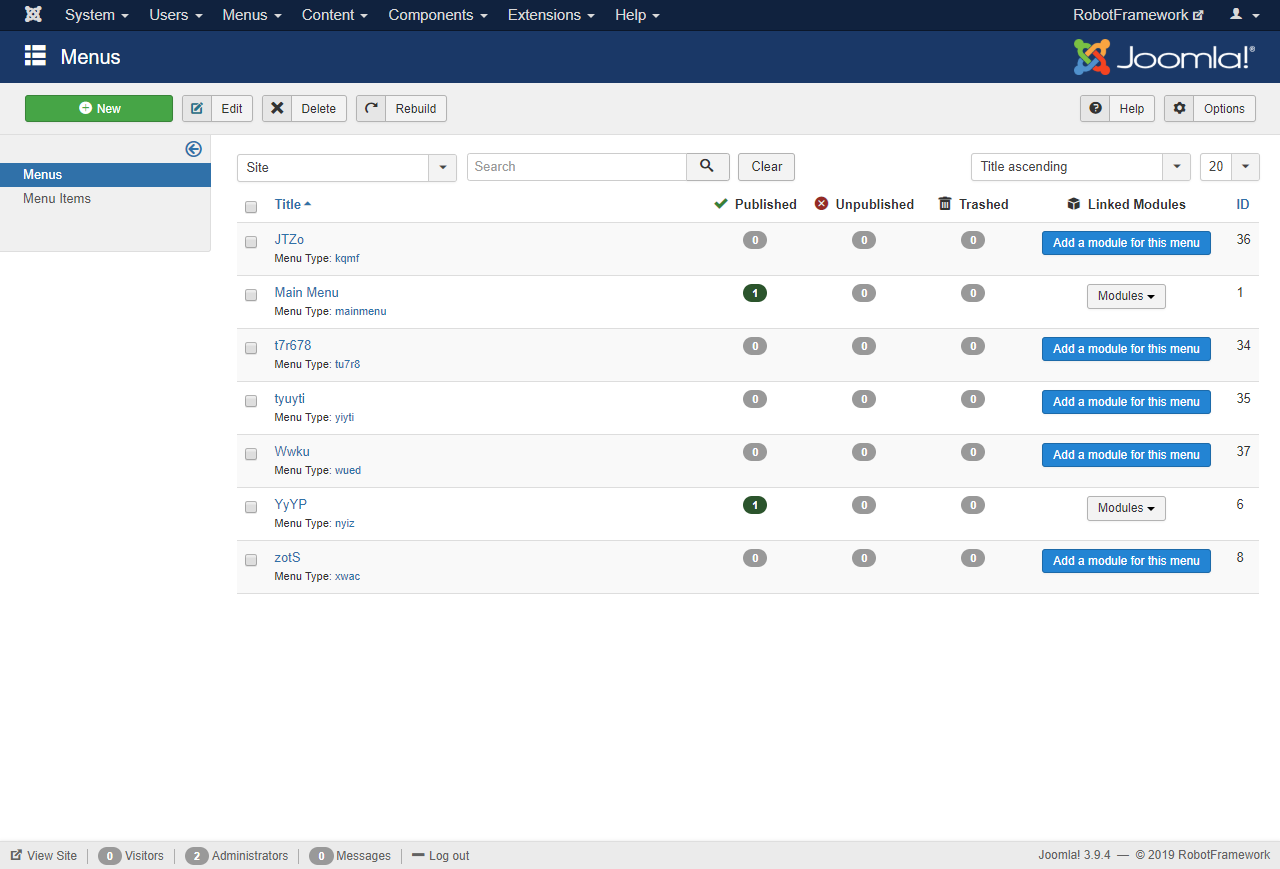 System Users Menus Content Components Extensions Help RobotFramework
Menus Joomla!®
New Edit Delete Rebuild Help Options
Menus
Menu Items
Site Search Clear Title ascending 20
Title Published Unpublished Trashed Linked Modules ID
JTZo 0 0 0 Add a module for this menu 36
Menu Type: kqmf
Main Menu 1 0 0 Modules 1
Menu Type: mainmenu
t7r678 0 0 0 Add a module for this menu 34
Menu Type: tu7r8
tyuyti 0 0 0 Add a module for this menu 35
Menu Type: yiyti
Wwku 0 0 0 Add a module for this menu 37
Menu Type: wued
YyYP 1 0 0 Modules 6
Menu Type: nyiz
zotS 0 0 0 Add a module for this menu 8
Menu Type: xwac
View Site 0 Visitors 2 Administrators 0 Messages Log out Joomla! 3.9.4 — © 2019 RobotFramework